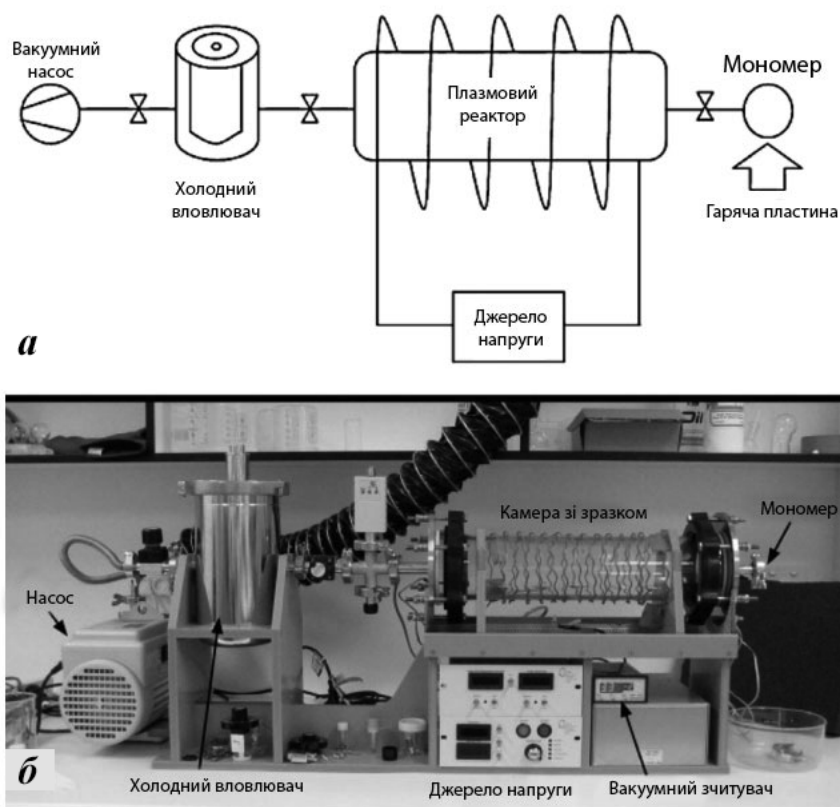 Вакуумний
насос
Холодний
вловлювач
Плазмовий
реактор
Мономер
Гаряча пластина
Джерело
напруги
а
Камера зі зразком
Мономер
Насос
б
Холодний вловлювач
Джерело напруги
Вакуумний зчитувач